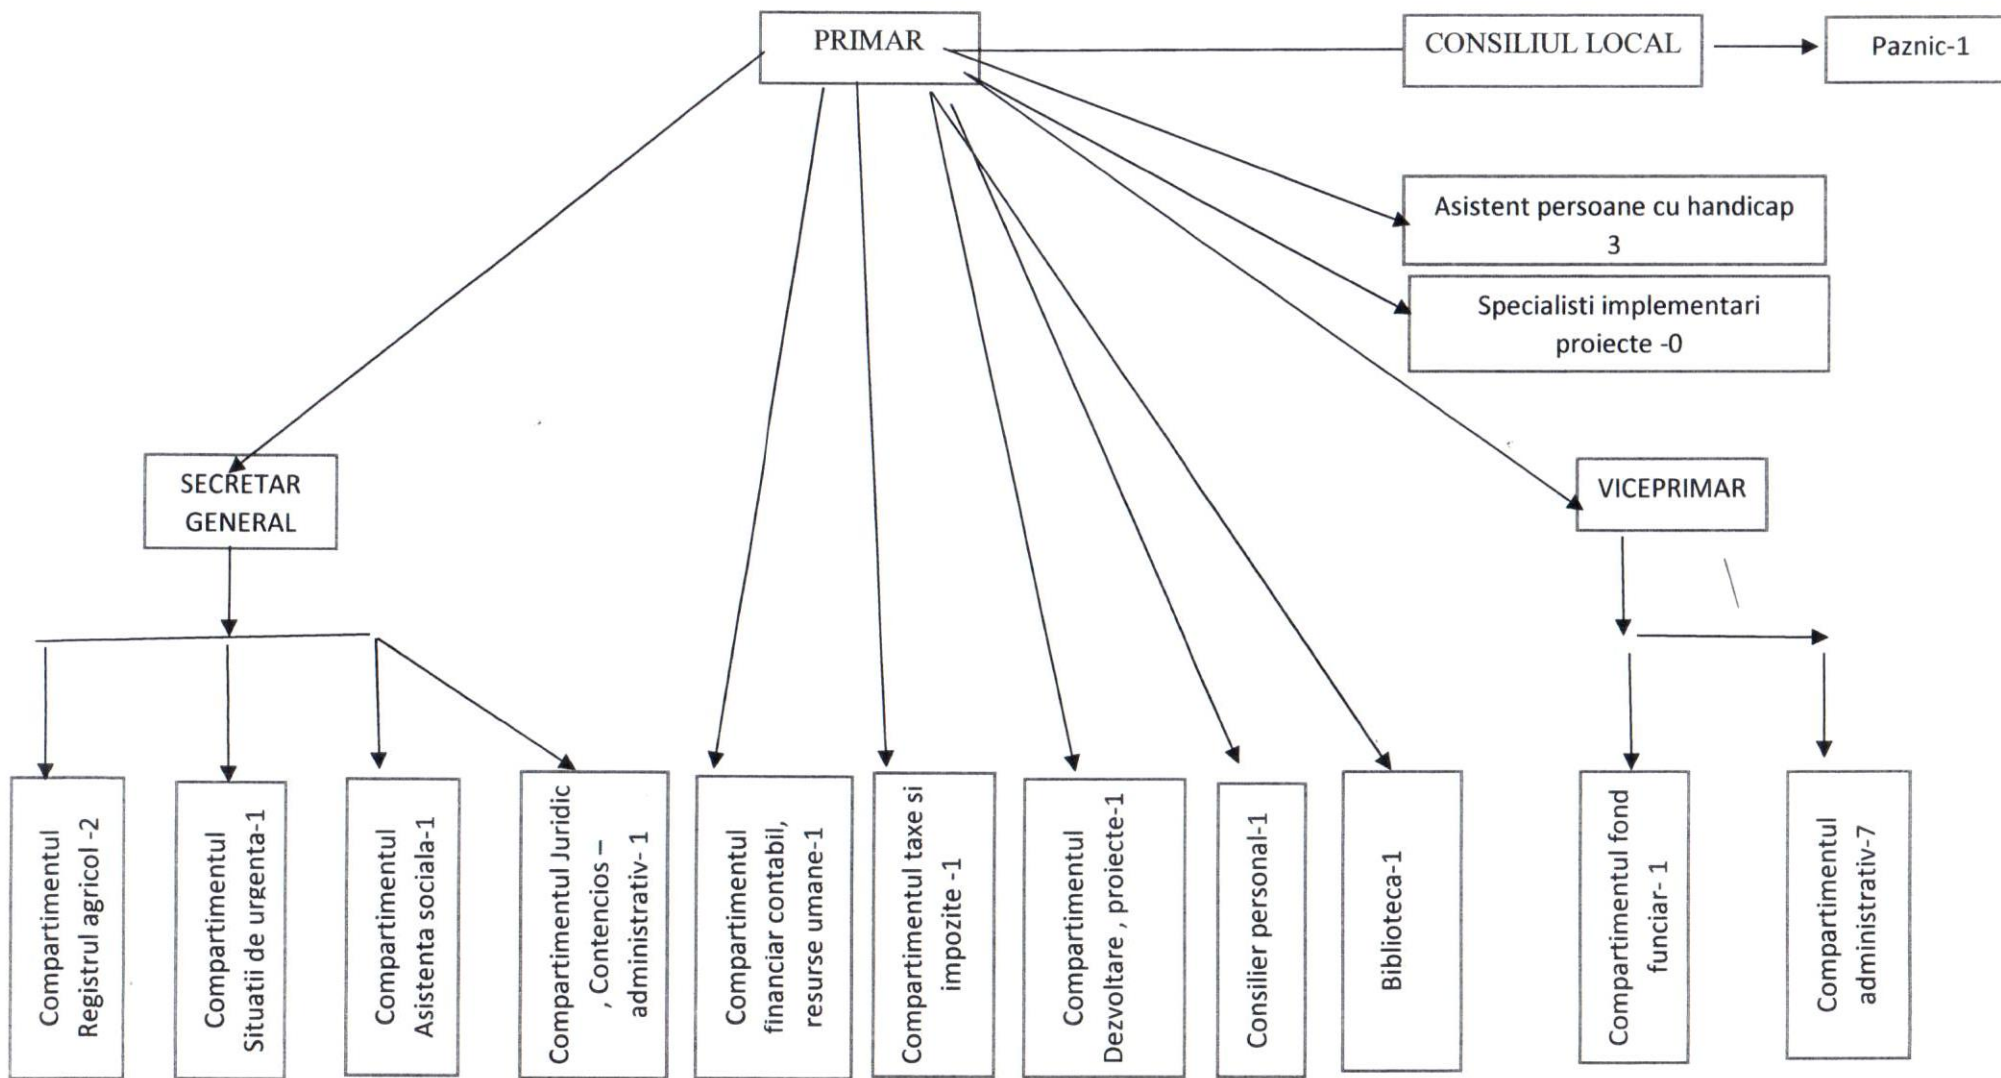 PRIMAR
CONSILIUL LOCAL
Paznic-1
Asistent persoane cu handicap
3
Specialisti implementari
proiecte -0
SECRETAR
GENERAL
VICEPRIMAR
Compartimentul
Registrul agricol -2
Compartimentul
Situatii de urgenta-1
Compartimentul
Asistenta sociala-1
Compartimentul Juridic
, Contencios –
administrativ- 1
Compartimentul
financiar contabil,
resurse umane-1
Compartimentul taxe si
impozite -1
Compartimentul
Dezvoltare , proiecte-1
Consilier personal-1
Biblioteca-1
Compartimentul fond
funciar- 1
Compartimentul
administrativ-7